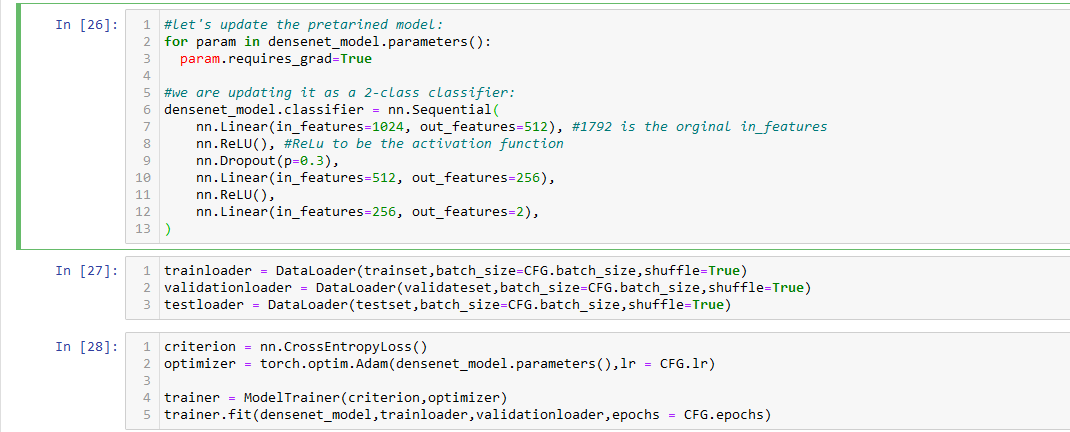 In [26]:
1 #let's update the pretarined model:
2 for param in densenet_model.parameters():
3   param.requires_grad=True
4
5 #we are updating it as a 2-class classifier:
6 densenet_model.classifier = nn.Sequential(
7     nn.Linear(in_features=1024, out_features=512), #1792 is the orginal in_features
8     nn.ReLU(), #ReLu to be the activation function
9     nn.Dropout(p=0.3),
10     nn.Linear(in_features=512, out_features=256),
11     nn.ReLU(),
12     nn.Linear(in_features=256, out_features=2),
13 )
In [27]:
1 trainloader = DataLoader(trainset,batch_size=CFG.batch_size,shuffle=True)
2 validationloader = DataLoader(validateset,batch_size=CFG.batch_size,shuffle=True)
3 testloader = DataLoader(testset,batch_size=CFG.batch_size,shuffle=True)
In [28]:
1 criterion = nn.CrossEntropyLoss()
2 optimizer = torch.optim.Adam(densenet_model.parameters(),lr = CFG.lr)
3
4 trainer = ModelTrainer(criterion,optimizer)
5 trainer.fit(densenet_model,trainloader,validationloader,epochs = CFG.epochs)